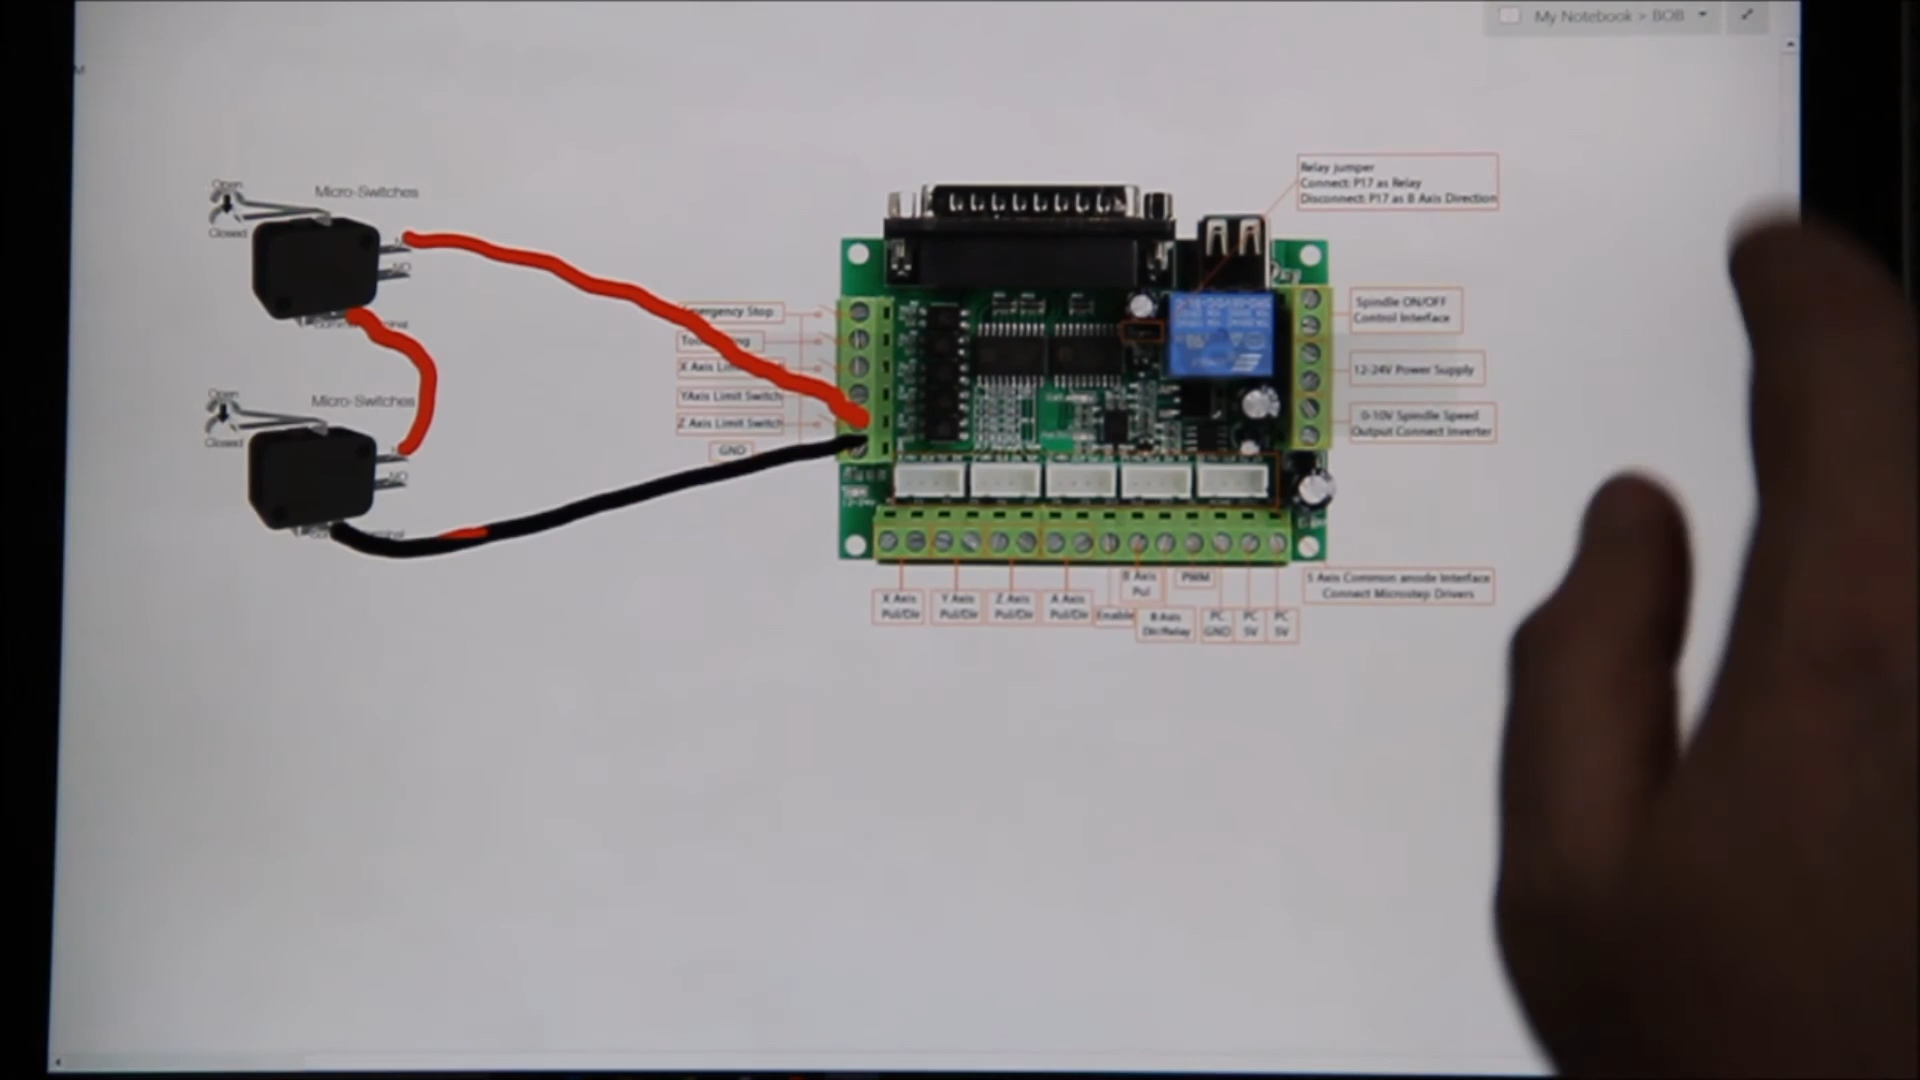 My Notebook > BOB
Open
Micro-Switches
Closed
NO
Open
Micro-Switches
Closed
NO
Relay jumper
Connect: P17 as Relay
Disconnect: P17 as B Axis Direction
Emergency Stop
X Axis
YAxis Limit Switch
Z Axis Limit Switch
GND
Spindle ON/OFF
Control Interface
12-24V Power Supply
0-10V Spindle Speed
Output Connect Inverter
5 Axis Common anode Interface
Connect Microstep Drivers
X Axis
Pul/Dir
Y Axis
Pul/Dir
Z Axis
Pul/Dir
A Axis
Pul/Dir
Enable
B Axis
Pul
B Axis
Dir/Relay
PWM
PC
GND
PC
5V
PC
5V